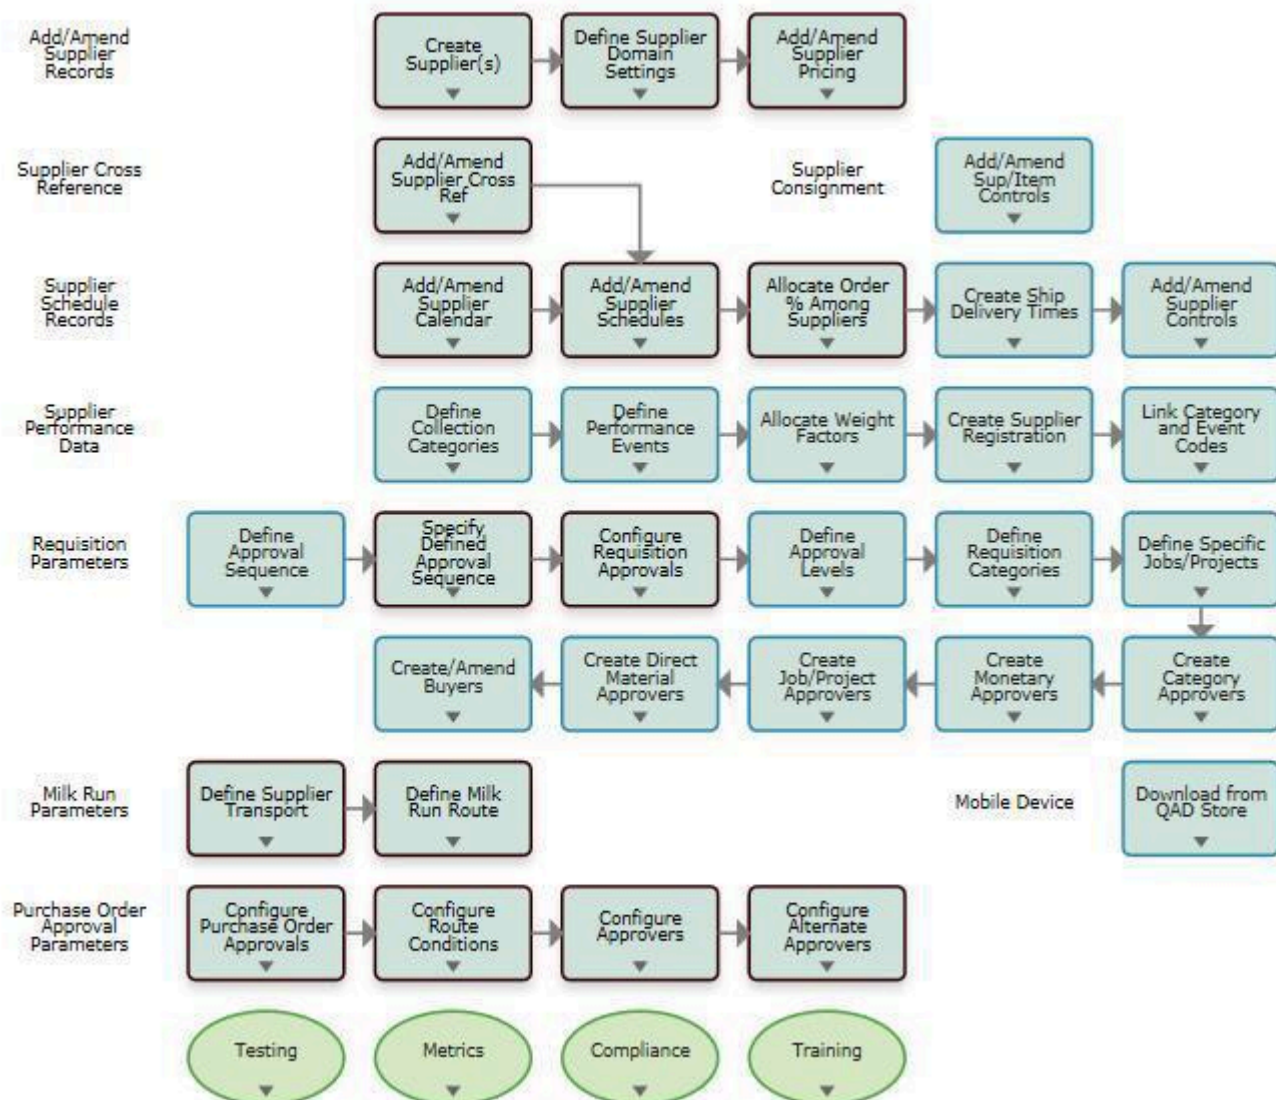 Add/Amend
Supplier
Records
Create
Supplier(s)
Define Supplier
Domain
Settings
Add/Amend
Supplier
Pricing
Supplier Cross
Reference
Add/Amend
Supplier Cross
Ref
Supplier
Consignment
Add/Amend
Sup/Item
Controls
Supplier
Schedule
Records
Add/Amend
Supplier
Calendar
Add/Amend
Supplier
Schedules
Allocate Order
% Among
Suppliers
Create Ship
Delivery Times
Add/Amend
Supplier
Controls
Supplier
Performance
Data
Define
Collection
Categories
Define
Performance
Events
Allocate Weight
Factors
Create Supplier
Registration
Link Category
and Event
Codes
Requisition
Parameters
Define
Approval
Sequence
Specify
Defined
Approval
Sequence
Configure
Requisition
Approvals
Define
Approval
Levels
Define
Requisition
Categories
Define Specific
Jobs/Projects
Create/Amend
Buyers
Create Direct
Material
Approvers
Create
Job/Project
Approvers
Create
Monetary
Approvers
Create
Category
Approvers
Milk Run
Parameters
Define Supplier
Transport
Define Milk
Run Route
Mobile Device
Download from
QAD Store
Purchase Order
Approval
Parameters
Configure
Purchase Order
Approvals
Configure
Route
Conditions
Configure
Approvers
Configure
Alternate
Approvers
Testing
Metrics
Compliance
Training